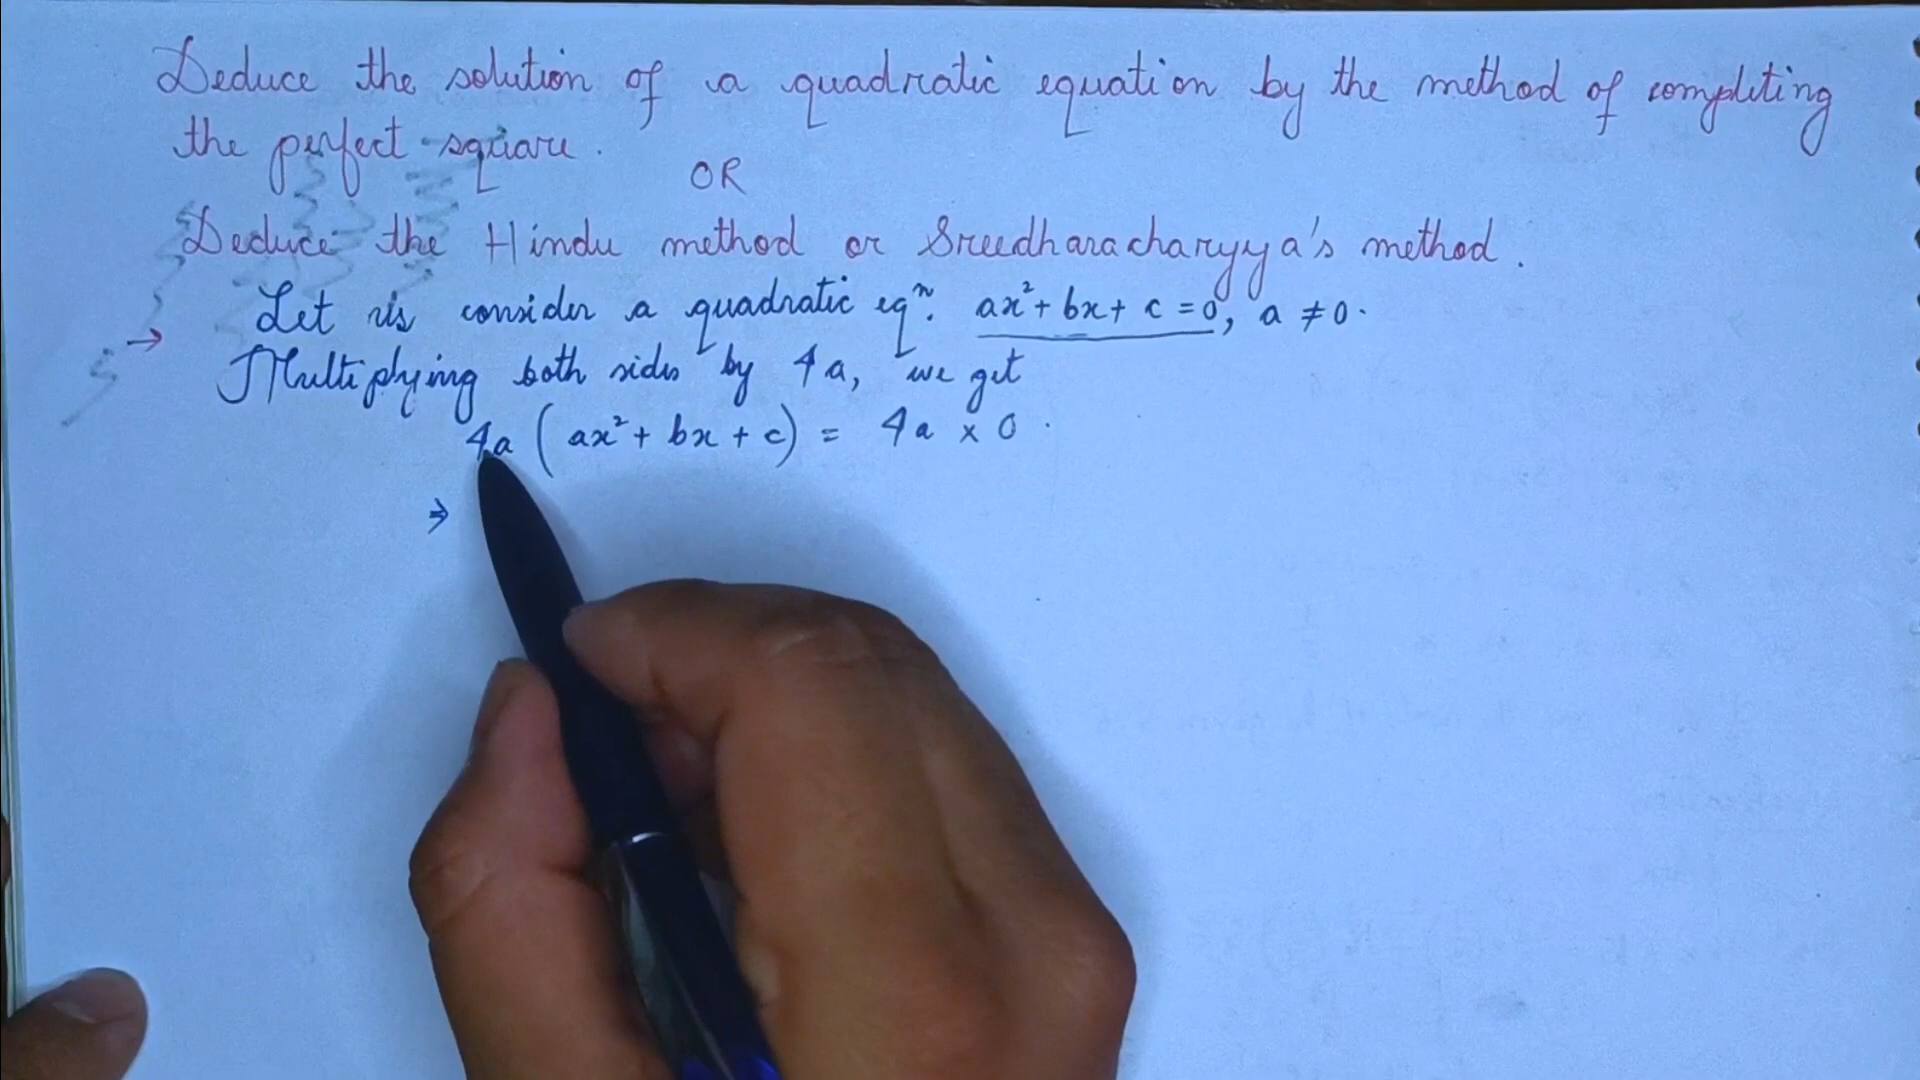 Deduce the solution of a quadratic equation by the method of completing
the perfect square.
OR
Deduce the Hindu method or Sreedharacharyya's method.
→ Let us consider a quadratic eqⁿ. ax² + bx + c = 0, a ≠ 0.
Multiplying both sides by 4a, we get
4a (ax² + bx + c) = 4a × 0.
⇒